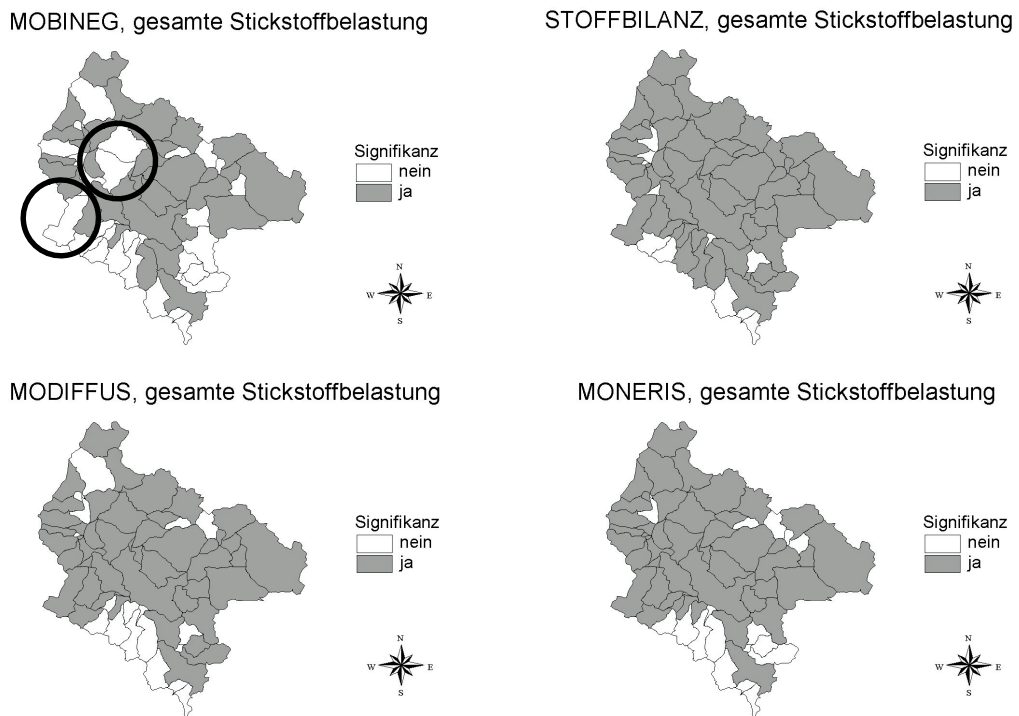 MOBINEG, gesamte Stickstoffbelastung
Signifikanz
nein
ja
N
W E
S
STOFFBILANZ, gesamte Stickstoffbelastung
Signifikanz
nein
ja
N
W E
S
MODIFFUS, gesamte Stickstoffbelastung
Signifikanz
nein
ja
N
W E
S
MONERIS, gesamte Stickstoffbelastung
Signifikanz
nein
ja
N
W E
S